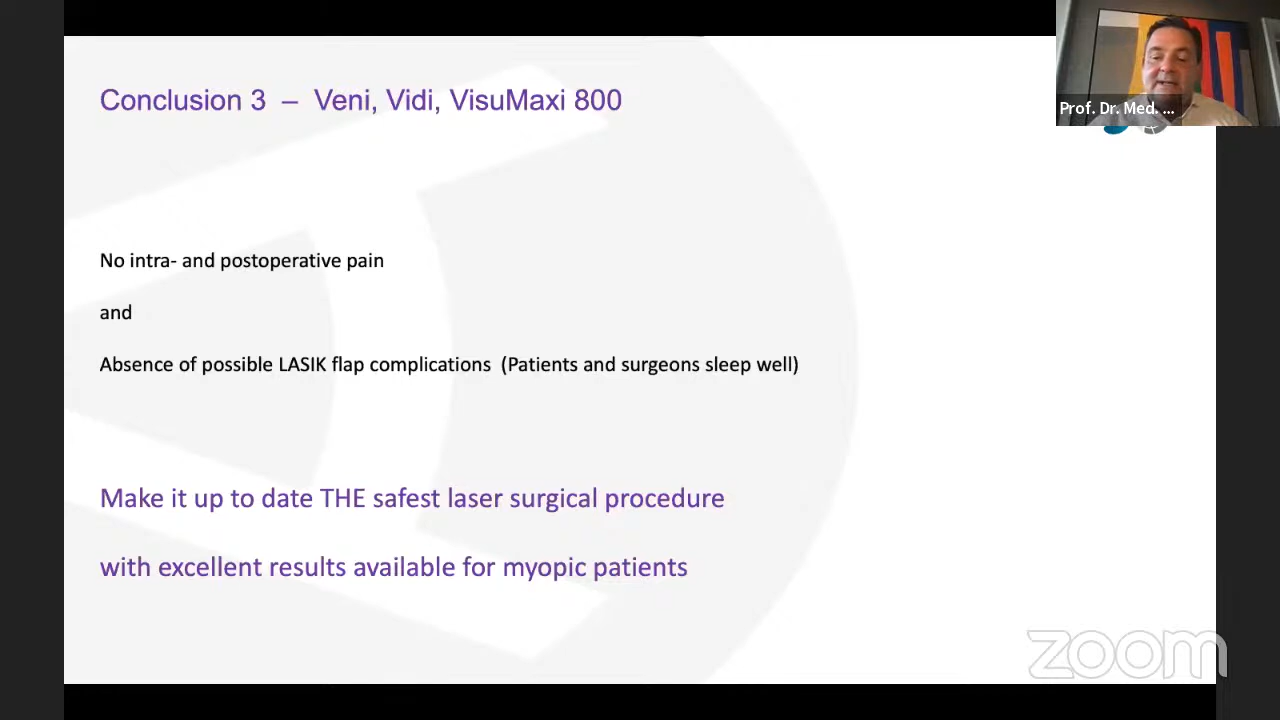 Conclusion 3 – Veni, Vidi, VisuMaxi 800
Prof. Dr. Med. ...
No intra- and postoperative pain
and
Absence of possible LASIK flap complications (Patients and surgeons sleep well)
Make it up to date THE safest laser surgical procedure
with excellent results available for myopic patients
zoom